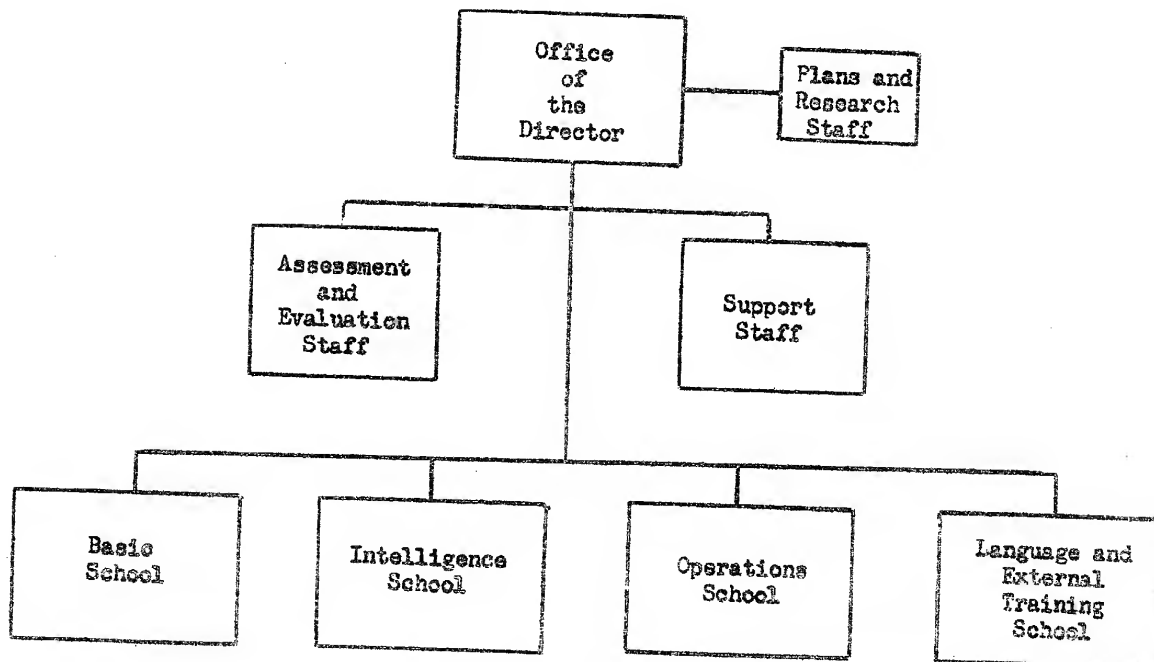 Office
of
the
Director
Plans and
Research
Staff
Assessment
and
Evaluation
Staff
Support
Staff
Basic
School
Intelligence
School
Operations
School
Language and
External
Training
School